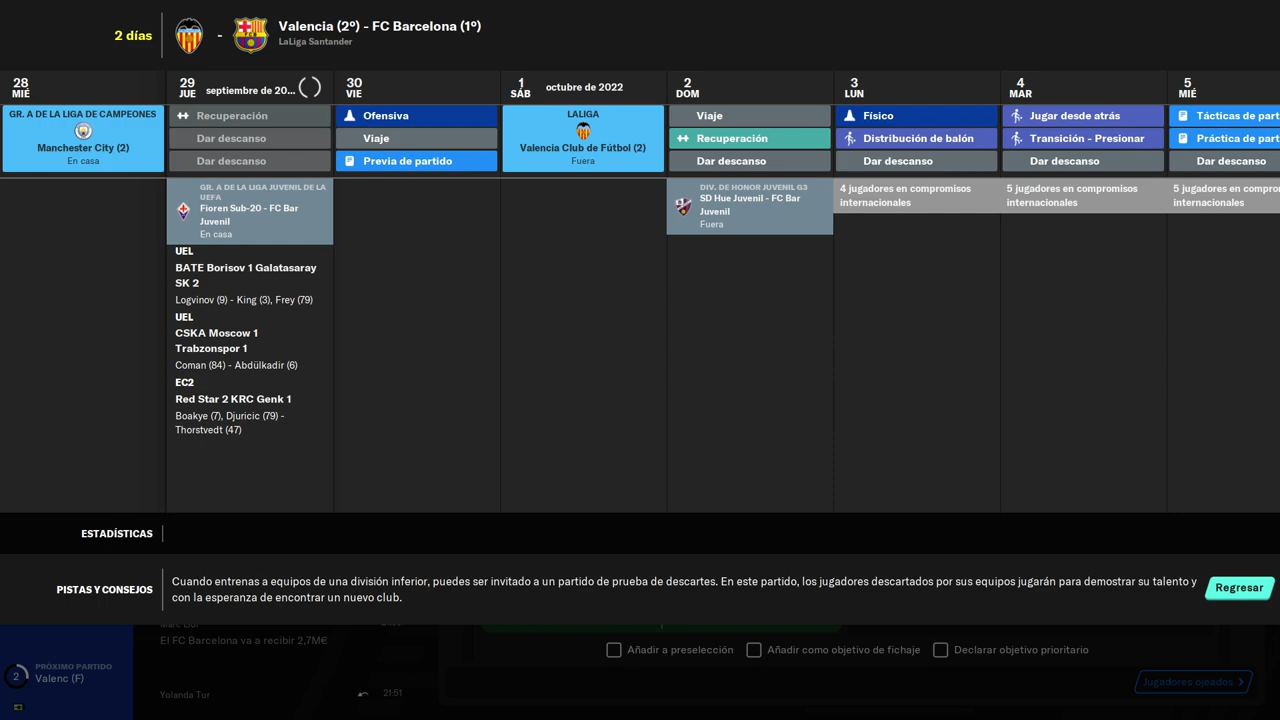 2 días
-
Valencia (2º) - FC Barcelona (1º)
LaLiga Santander
28
MIÉ
29
JUE
septiembre de 20...
30
VIE
1
SÁB
octubre de 2022
2
DOM
3
LUN
4
MAR
5
MIÉ
GR. A DE LA LIGA DE CAMPEONES
Manchester City (2)
En casa
Recuperación
Dar descanso
Dar descanso
Ofensiva
Viaje
Previa de partido
LALIGA
Valencia Club de Fútbol (2)
Fuera
Viaje
Recuperación
Dar descanso
Físico
Distribución de balón
Dar descanso
Jugar desde atrás
Transición - Presionar
Dar descanso
Tácticas de part
Práctica de part
Dar descanso
GR. A DE LA LIGA JUVENIL DE LA
UEFA
Fioren Sub-20 - FC Bar
Juvenil
En casa
UEL
BATE Borisov 1 Galatasaray
SK 2
Logvinov (9) - King (3), Frey (79)
UEL
CSKA Moscow 1
Trabzonspor 1
Coman (84) - Abdülkadir (6)
EC2
Red Star 2 KRC Genk 1
Boakye (7), Djuricic (79) -
Thorstvedt (47)
DIV. DE HONOR JUVENIL G3
SD Hue Juvenil - FC Bar
Juvenil
Fuera
4 jugadores en compromisos
internacionales
5 jugadores en compromisos
internacionales
5 jugadores en compro
internacionales
ESTADÍSTICAS
PISTAS Y CONSEJOS
Cuando entrenas a equipos de una división inferior, puedes ser invitado a un partido de prueba de descartes. En este partido, los jugadores descartados por sus equipos jugarán para demostrar su talento y
con la esperanza de encontrar un nuevo club.
Regresar
El FC Barcelona va a recibir 2,7M€
Añadir a preselección
Añadir como objetivo de fichaje
Declarar objetivo prioritario
2
PRÓXIMO PARTIDO
Valenc (F)
Yolanda Tur
21:51
Jugadores ojeados